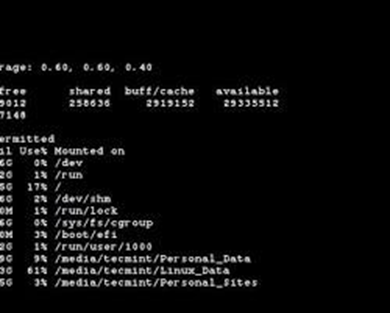 rage: 0.60, 0.60, 0.40
free shared buff/cache available
9012 258636 2919152 29335512
7148
ermitted
il Use% Mounted on
6G 0% /dev
2G 1% /run
5G 17% /
6G 2% /dev/shm
0M 1% /run/lock
6G 0% /sys/fs/cgroup
0M 3% /boot/efi
2G 1% /run/user/1000
9G 9% /media/tecmint/Personal_Data
3G 61% /media/tecmint/Linux_Data
5G 3% /media/tecmint/Personal_Sites